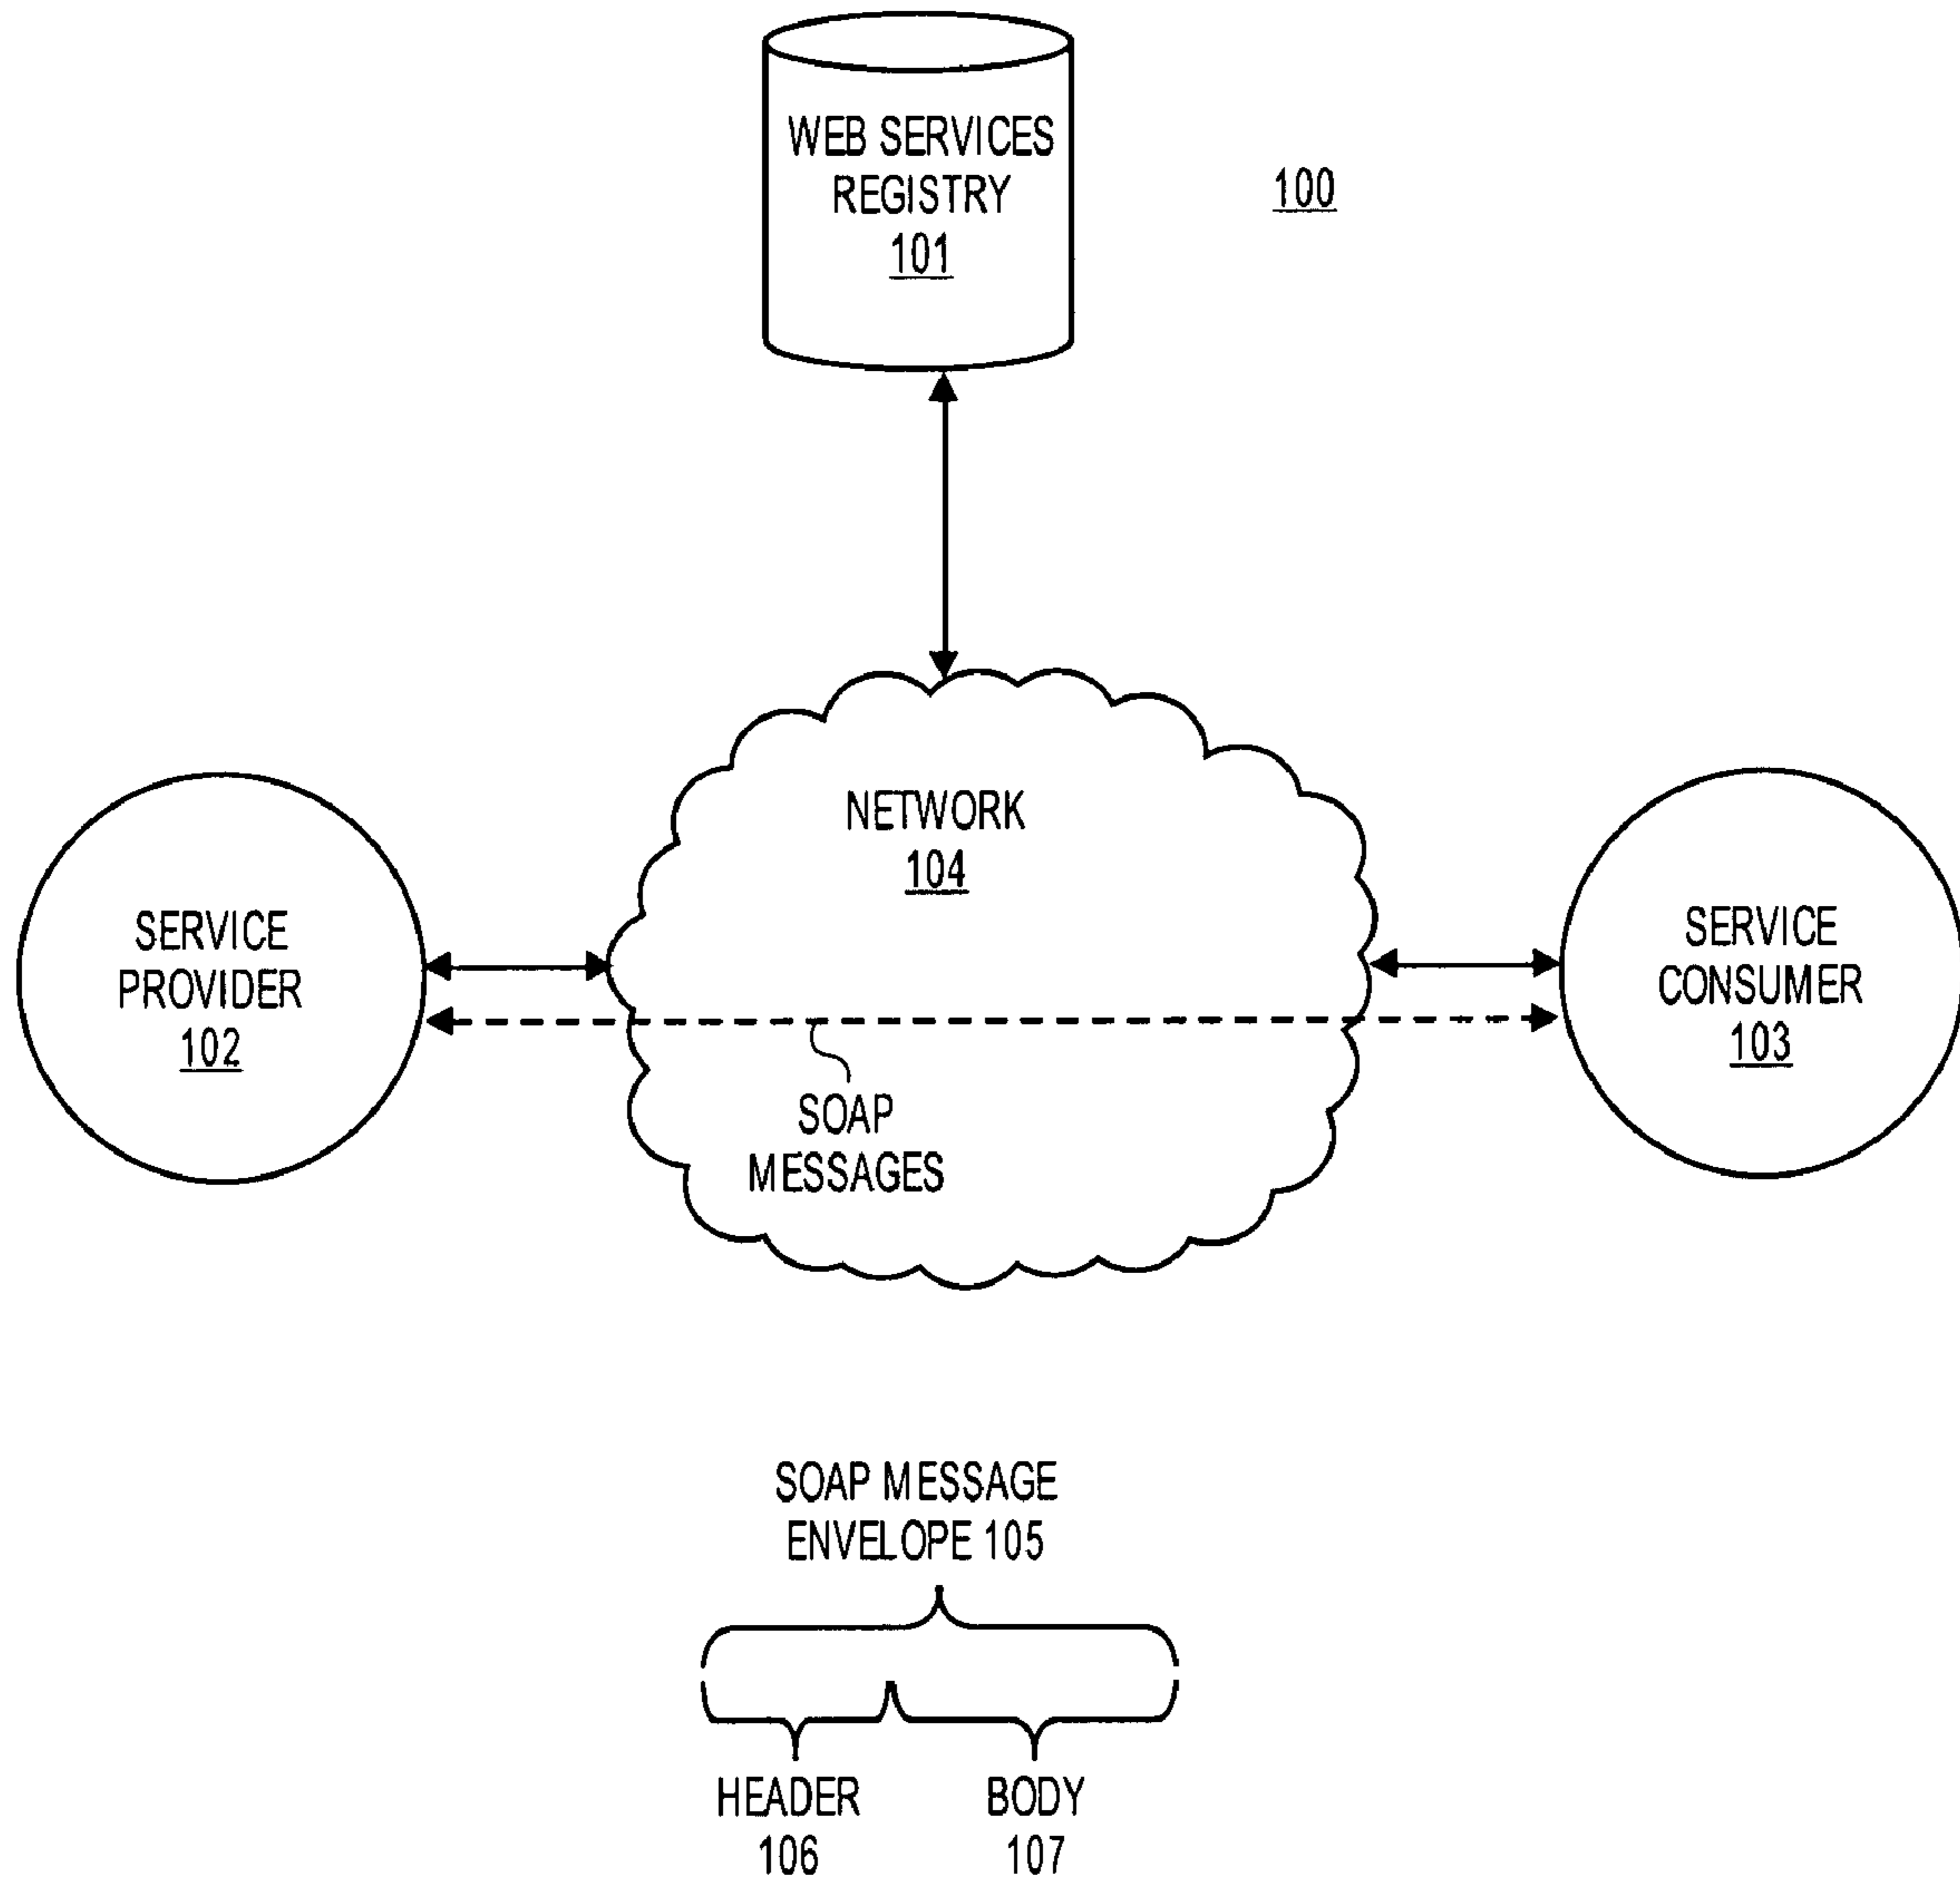 WEB SERVICES
REGISTRY
101
100
NETWORK
104
SERVICE
PROVIDER
102
SERVICE
CONSUMER
103
SOAP
MESSAGES
SOAP MESSAGE
ENVELOPE 105
HEADER
106
BODY
107